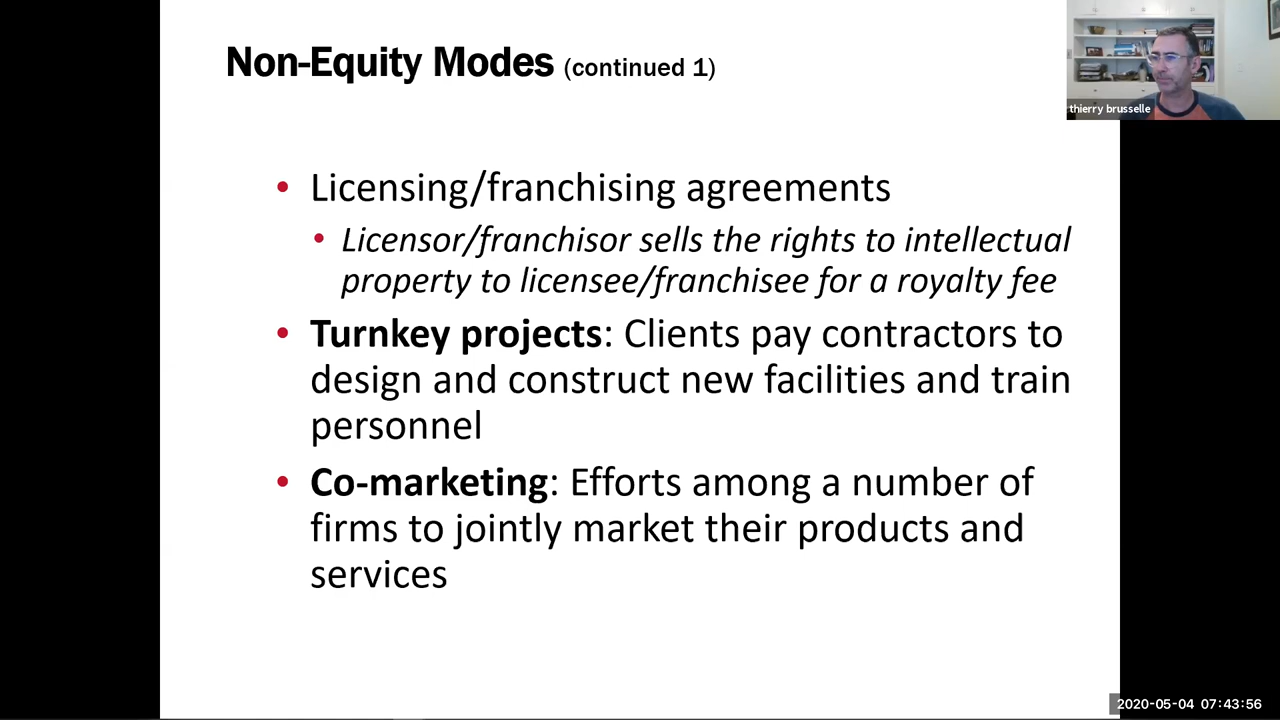 Non-Equity Modes (continued 1)
thierry brusselle
• Licensing/franchising agreements
• Licensor/franchisor sells the rights to intellectual
property to licensee/franchisee for a royalty fee
• Turnkey projects: Clients pay contractors to
design and construct new facilities and train
personnel
• Co-marketing: Efforts among a number of
firms to jointly market their products and
services
2020-05-04 07:43:56